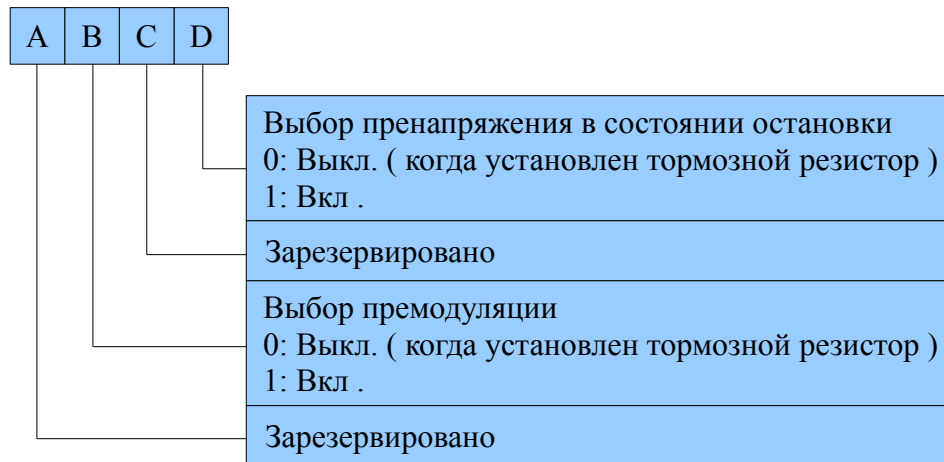 A B C D
Выбор пренапряжения в состоянии остановки
0: Выкл. ( когда установлен тормозной резистор )
1: Вкл .
Зарезервировано
Выбор премодуляции
0: Выкл. ( когда установлен тормозной резистор )
1: Вкл .
Зарезервировано